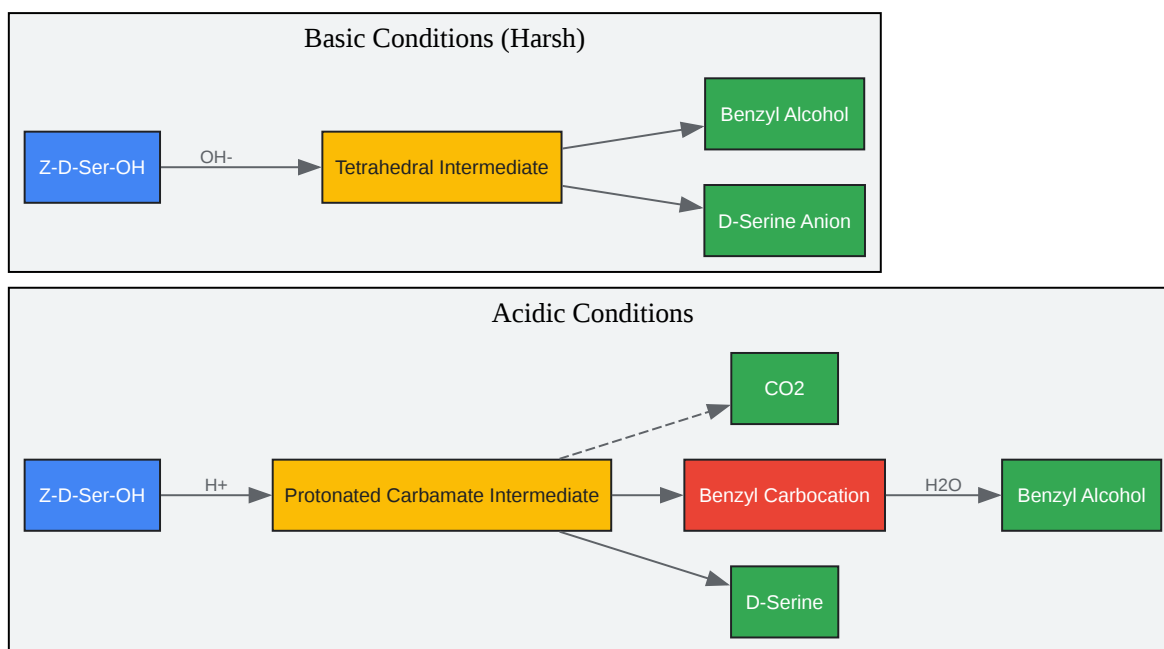 Basic Conditions (Harsh)
Benzyl Alcohol
Z-D-Ser-OH
OH-
Tetrahedral Intermediate
D-Serine Anion
Acidic Conditions
CO2
Z-D-Ser-OH
H+
Protonated Carbamate Intermediate
Benzyl Carbocation
H2O
Benzyl Alcohol
D-Serine